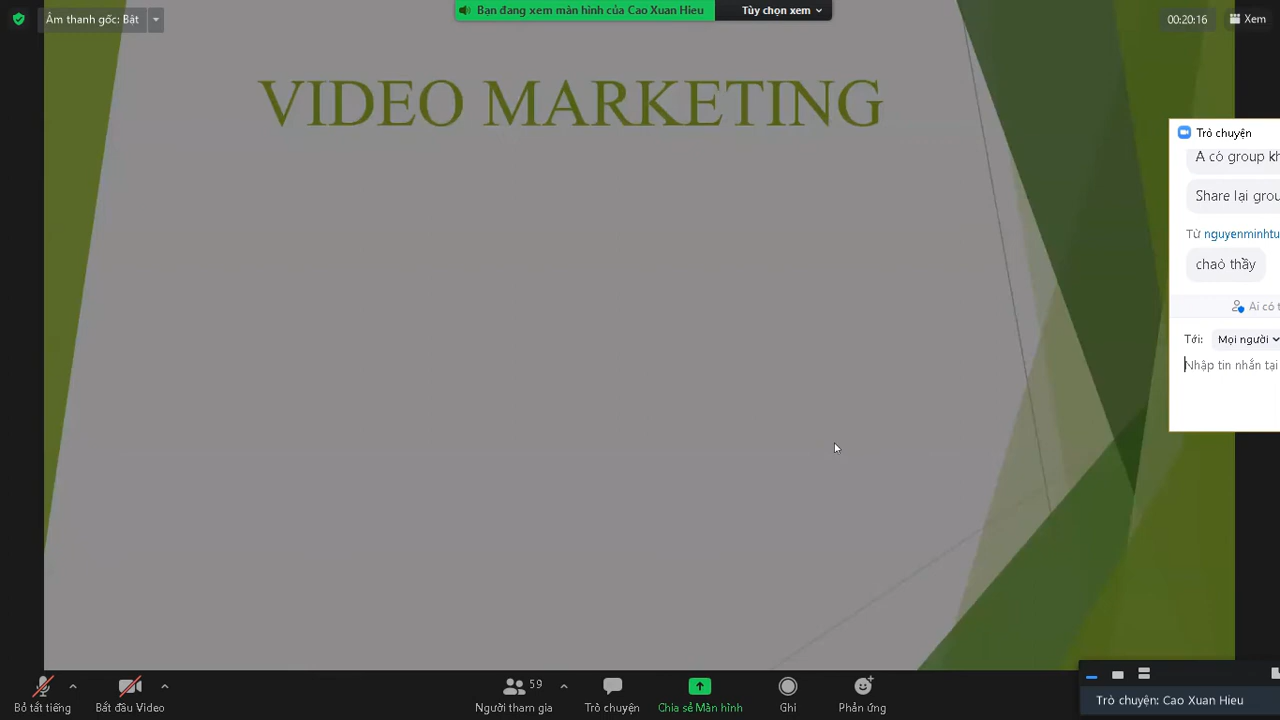 Âm thanh gốc: Bật
Bạn đang xem màn hình của Cao Xuan Hieu
Tùy chọn xem
00:20:16
Xem
VIDEO MARKETING
Trò chuyện
A có group
Share lại
Từ nguyenminhtu
chaò thầy
Ai có
Tới: Mọi người
Nhập tin nhắn tại
Bỏ tắt tiếng
Bắt đầu Video
59
Người tham gia
Trò chuyện
Chia sẻ Màn hình
Ghi
Phản ứng
Trò chuyện: Cao Xuan Hieu